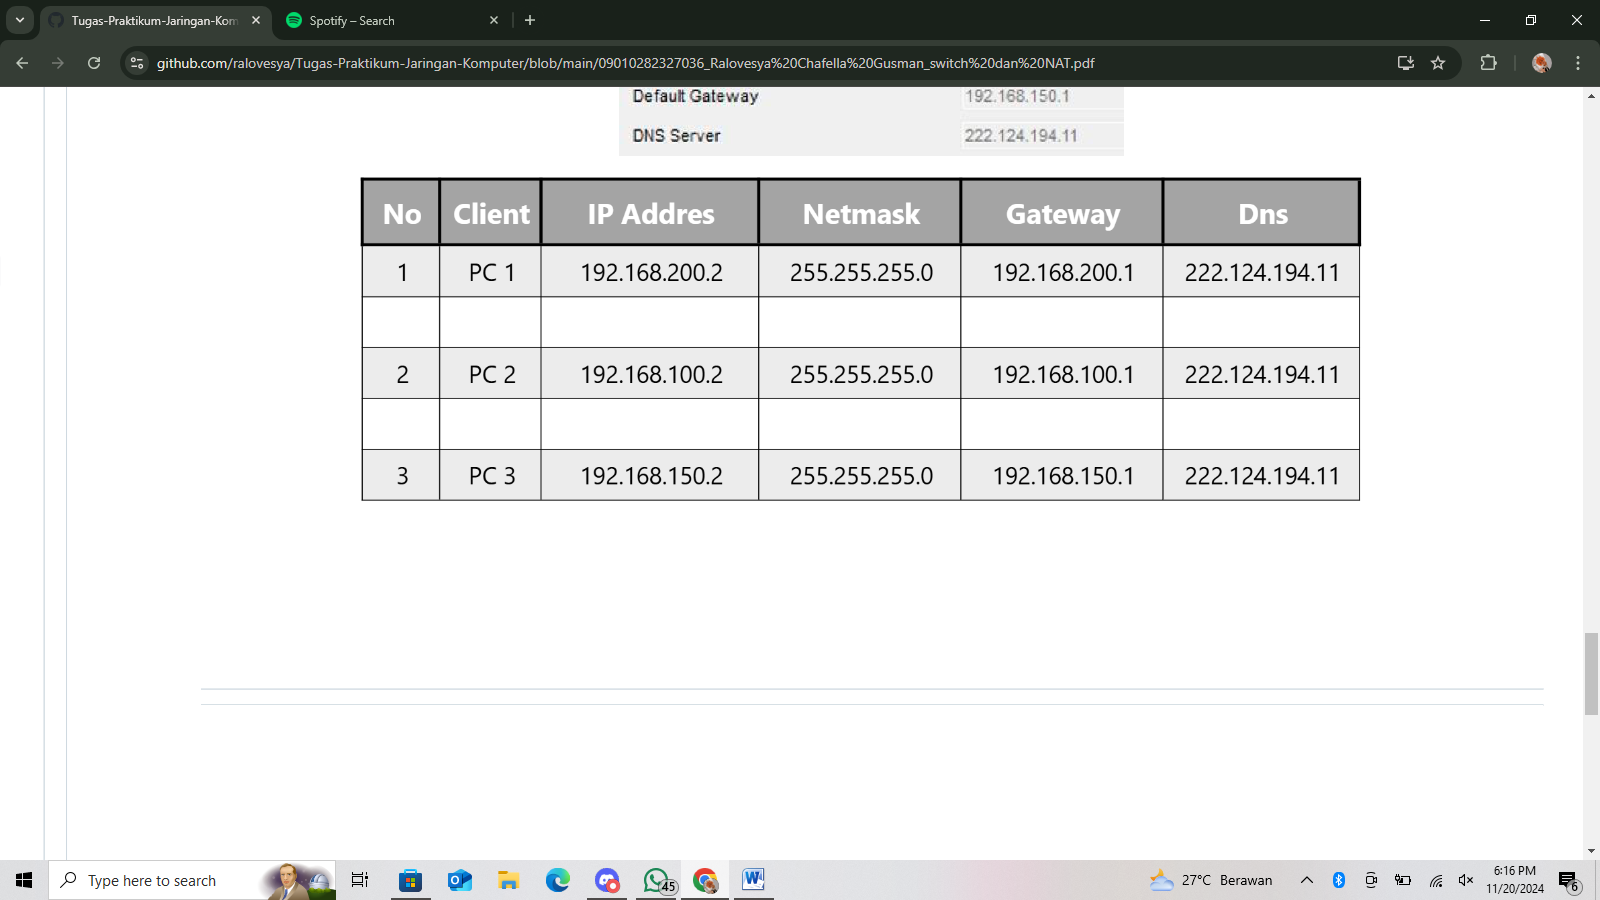 Tugas-Praktikum-Jaringan-Kom
Spotify – Search
github.com/ralovesya/Tugas-Praktikum-Jaringan-Komputer/blob/main/09010282327036_Ralovesya%20Chafella%20Gusman_switch%20dan%20NAT.pdf
Default Gateway 192.168.150.1
DNS Server 222.124.194.11
No Client IP Addres Netmask Gateway Dns
1 PC 1 192.168.200.2 255.255.255.0 192.168.200.1 222.124.194.11
2 PC 2 192.168.100.2 255.255.255.0 192.168.100.1 222.124.194.11
3 PC 3 192.168.150.2 255.255.255.0 192.168.150.1 222.124.194.11
Type here to search
45
27°C Berawan
6:16 PM
11/20/2024
6